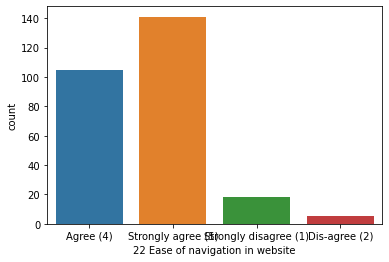 140
120
100
80
60
40
20
0
count
Agree (4) Strongly agree (5) Strongly disagree (1) Dis-agree (2)
22 Ease of navigation in website